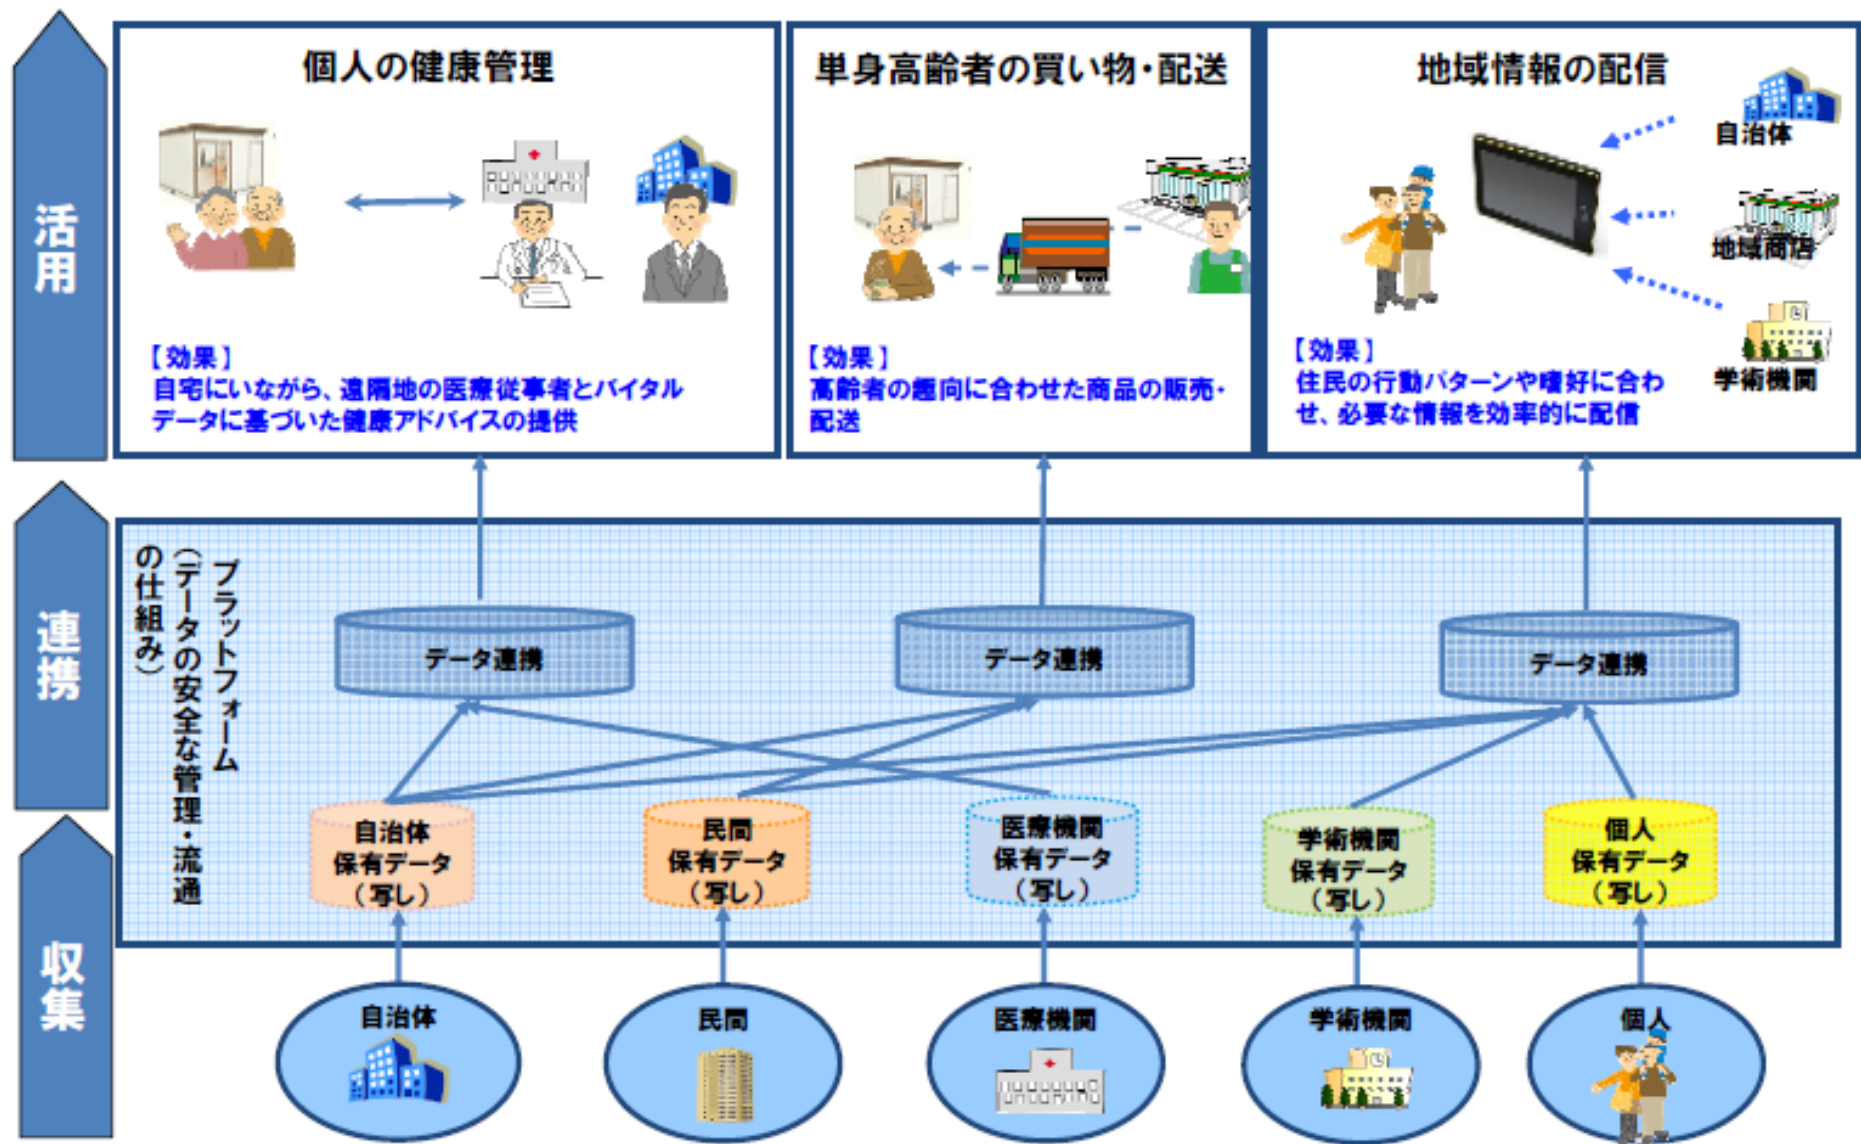 活用
個人の健康管理
【効果】
自宅にいながら、遠隔地の医療従事者とバイタル
データに基づいた健康アドバイスの提供
単身高齢者の買い物・配送
【効果】
高齢者の趣向に合わせた商品の販売・
配送
地域情報の配信
自治体
地域商店
学術機関
【効果】
住民の行動パターンや嗜好に合わ
せ、必要な情報を効率的に配信
連携
プラットフォーム
（データの安全な管理・流通
の仕組み）
データ連携
データ連携
データ連携
収集
自治体
保有データ
（写し）
民間
保有データ
（写し）
医療機関
保有データ
（写し）
学術機関
保有データ
（写し）
個人
保有データ
（写し）
自治体
民間
医療機関
学術機関
個人